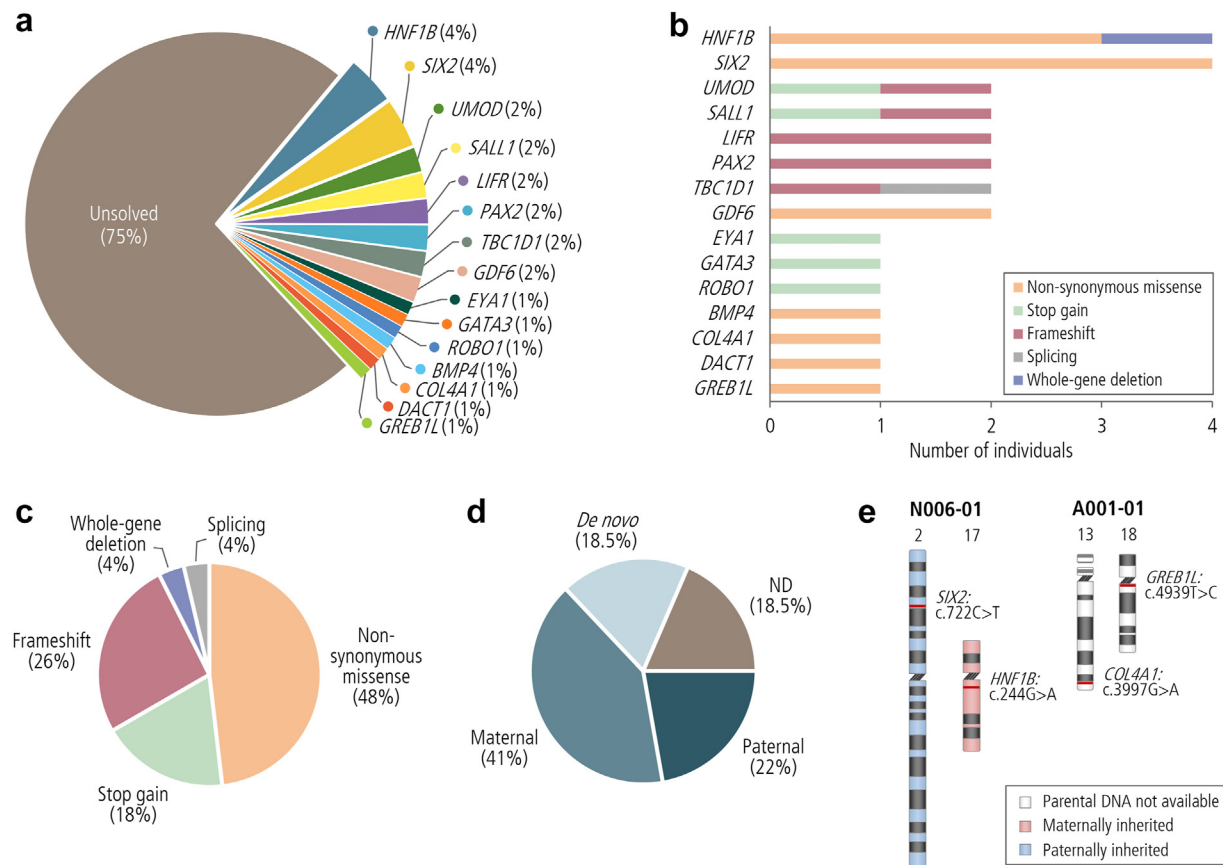 a
HNF1B (4%)
SIX2 (4%)
UMOD (2%)
SALL1 (2%)
LIFR (2%)
PAX2 (2%)
TBC1D1 (2%)
GDF6 (2%)
EYA1 (1%)
GATA3 (1%)
ROBO1 (1%)
BMP4 (1%)
COL4A1 (1%)
DACT1 (1%)
GREB1L (1%)
Unsolved
(75%)
b
HNF1B
SIX2
UMOD
SALL1
LIFR
PAX2
TBC1D1
GDF6
EYA1
GATA3
ROBO1
BMP4
COL4A1
DACT1
GREB1L
0 1 2 3 4
Number of individuals
Non-synonymous missense
Stop gain
Frameshift
Splicing
Whole-gene deletion
c
Whole-gene
deletion
(4%)
Splicing
(4%)
Frameshift
(26%)
Non-
synonymous
missense
(48%)
Stop gain
(18%)
d
De novo
(18.5%)
ND
(18.5%)
Maternal
(41%)
Paternal
(22%)
e
N006-01
2 17
SIX2:
c.722C>T
HNF1B:
c.244G>A
A001-01
13 18
GREB1L:
c.4939T>C
COL4A1:
c.3997G>A
Parental DNA not available
Maternally inherited
Paternally inherited